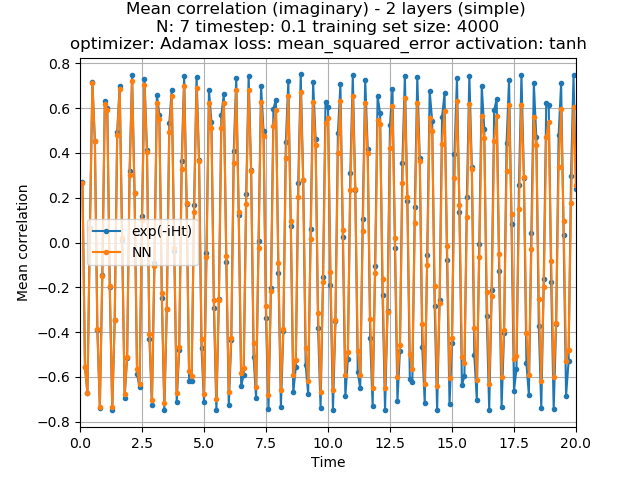 Mean correlation (imaginary) - 2 layers (simple)
N: 7 timestep: 0.1 training set size: 4000
optimizer: Adamax loss: mean_squared_error activation: tanh
Mean correlation
0.8
0.6
0.4
0.2
0.0
−0.2
−0.4
−0.6
−0.8
exp(-iHt)
NN
0.0 2.5 5.0 7.5 10.0 12.5 15.0 17.5 20.0
Time